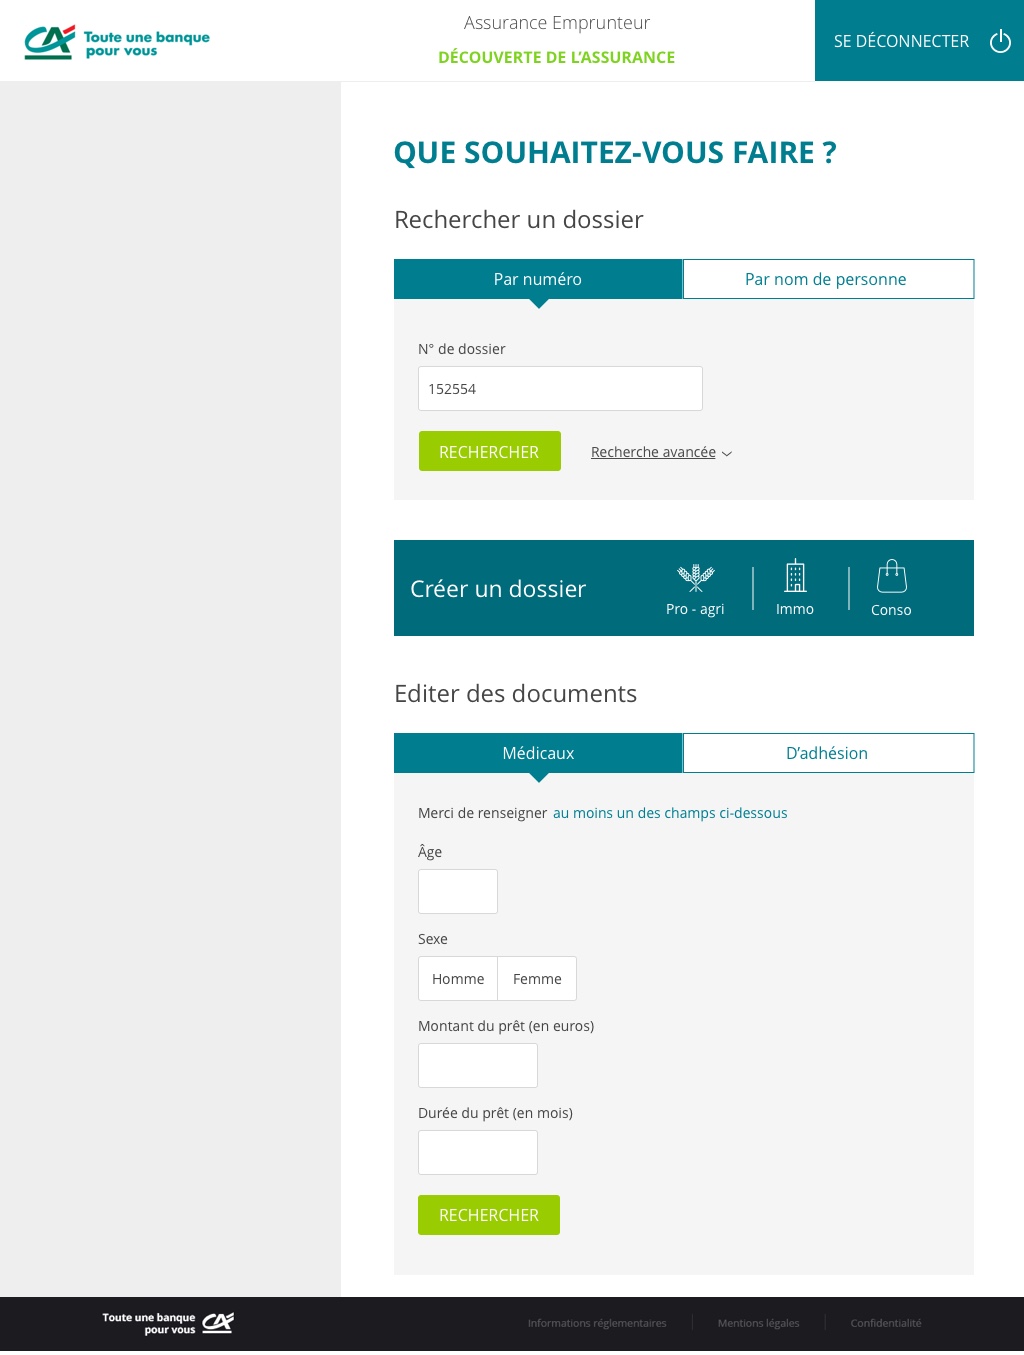 Toute une banque
pour vous
Assurance Emprunteur
DÉCOUVERTE DE L’ASSURANCE
SE DÉCONNECTER
QUE SOUHAITEZ-VOUS FAIRE ?
Rechercher un dossier
Par numéro
Par nom de personne
N° de dossier
152554
RECHERCHER
Recherche avancée
Créer un dossier
Pro - agri
Immo
Conso
Editer des documents
Médicaux
D’adhésion
Merci de renseigner au moins un des champs ci-dessous
Âge
Sexe
Homme
Femme
Montant du prêt (en euros)
Durée du prêt (en mois)
RECHERCHER
Toute une banque
pour vous
Informations réglementaires
Mentions légales
Confidentialité